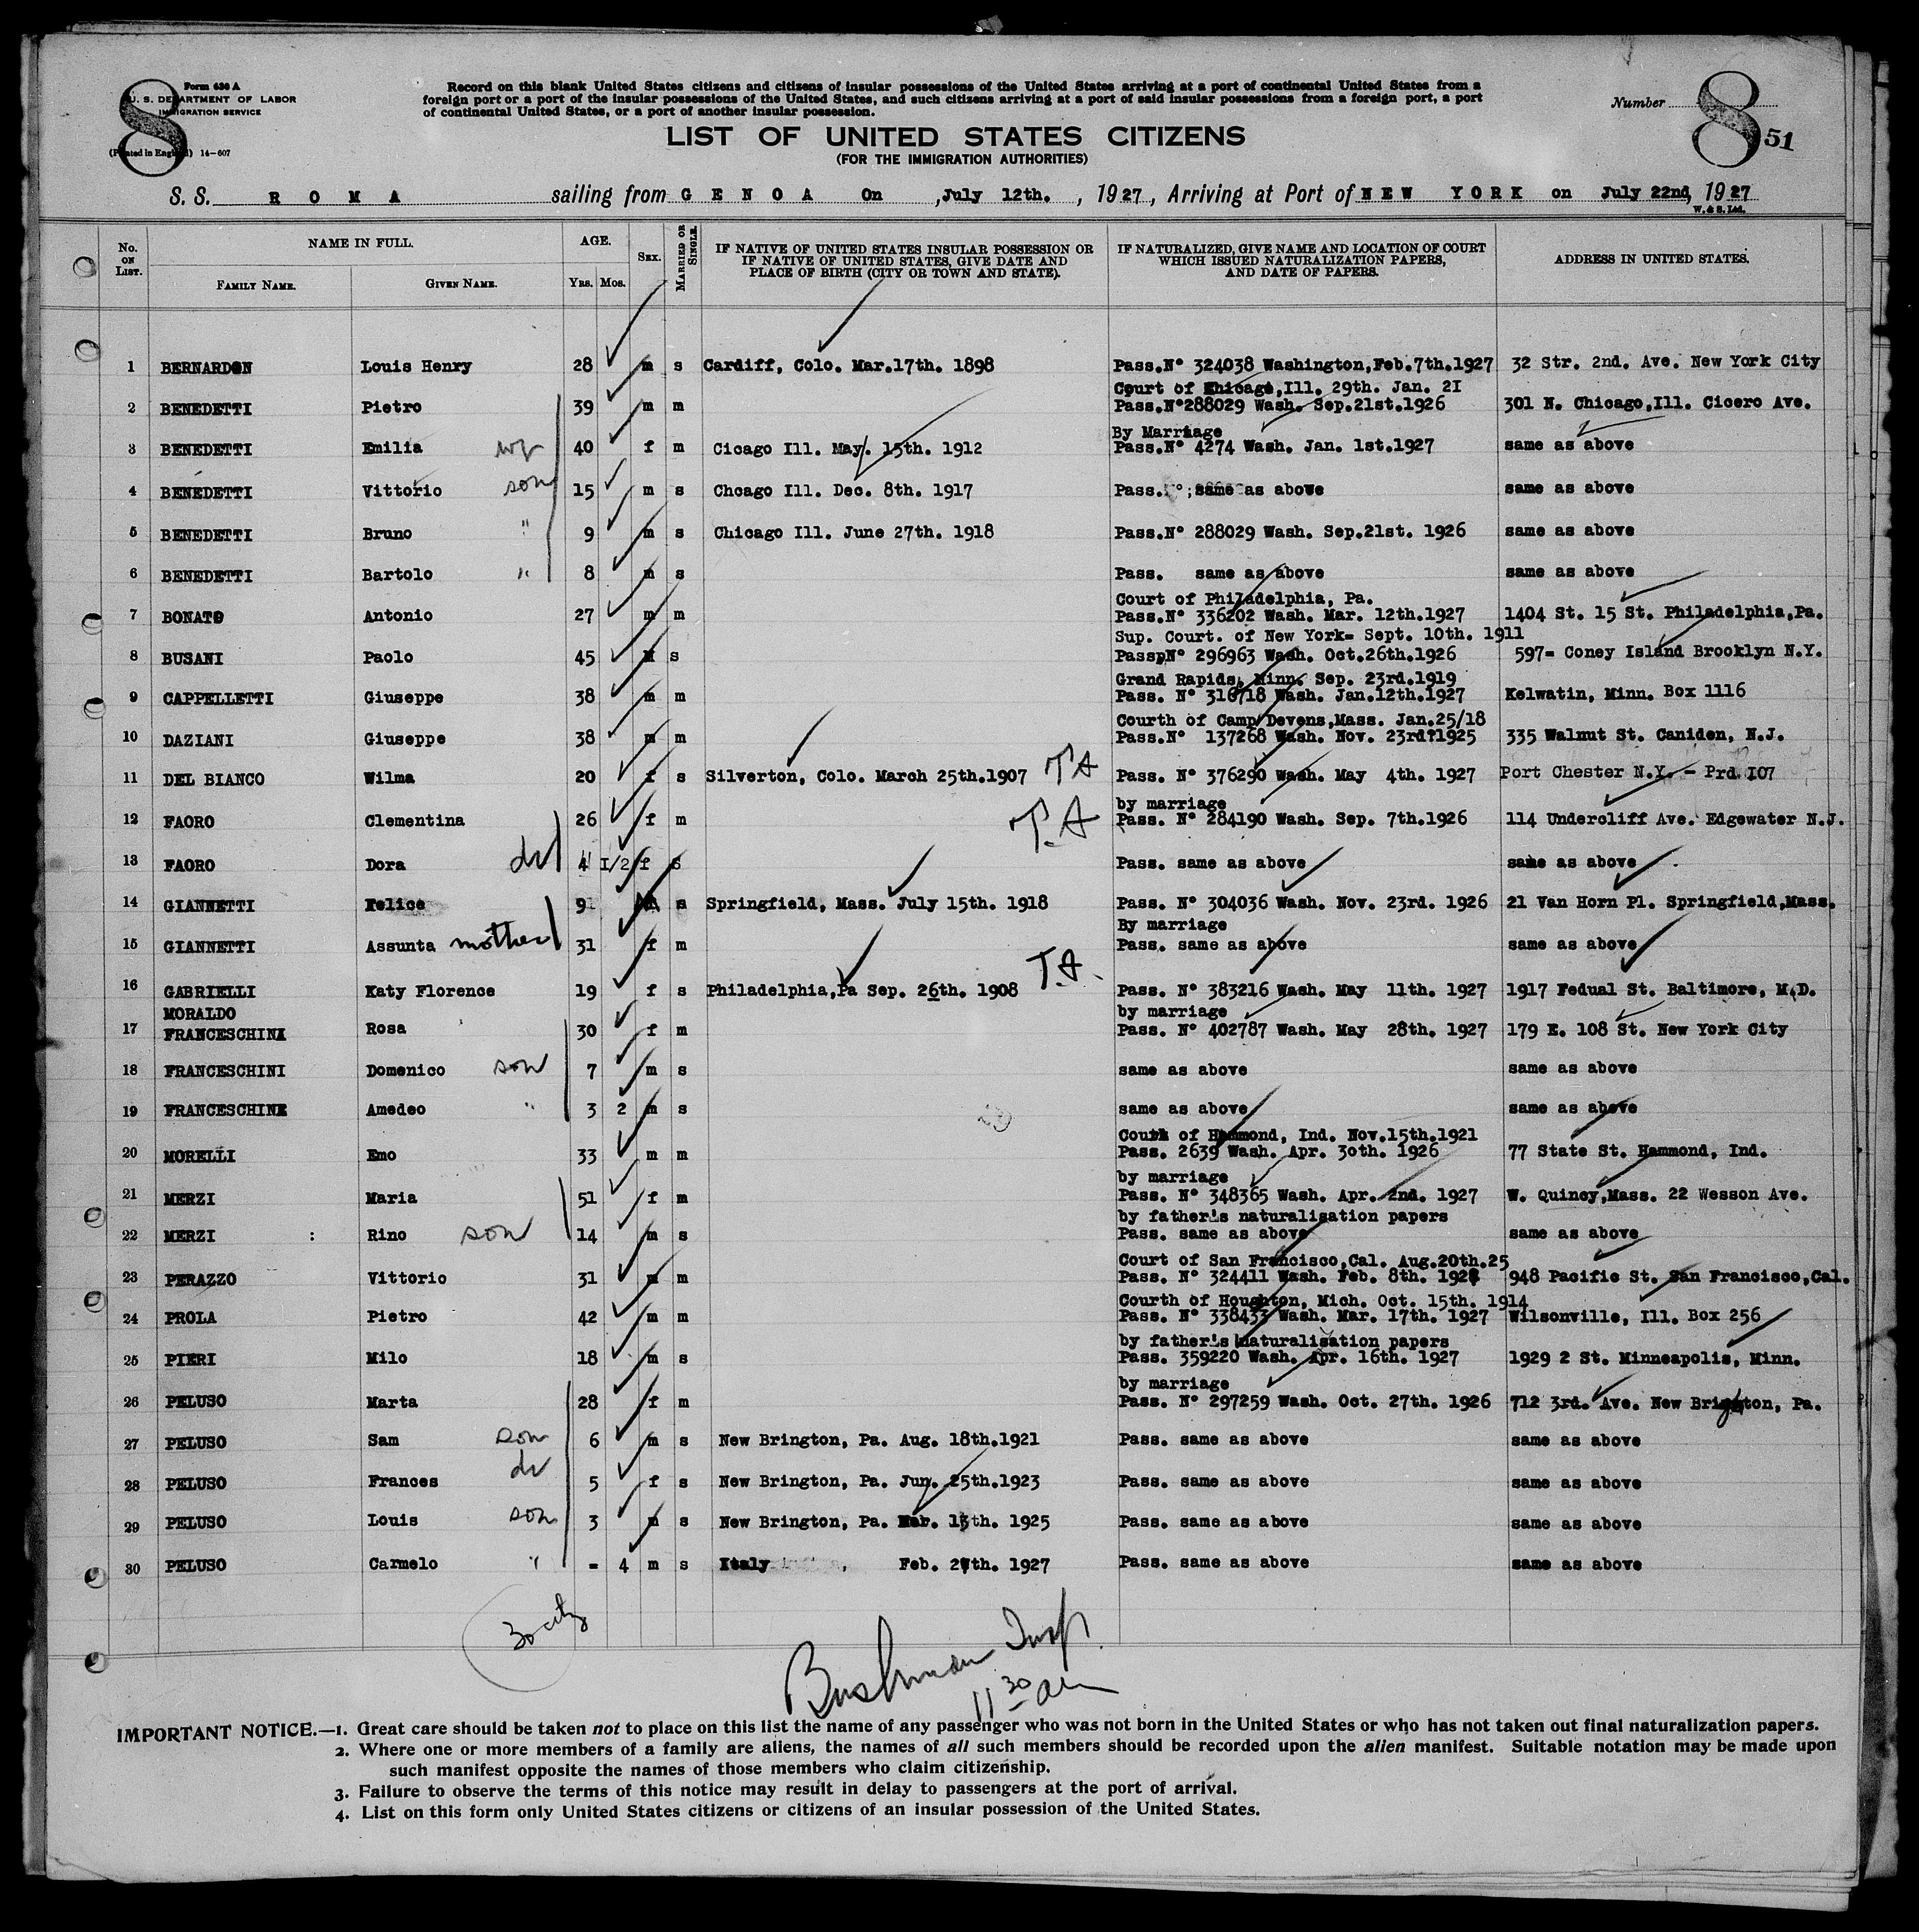 8
Form 630 A
U. S. DEPARTMENT OF LABOR
IMMIGRATION SERVICE
(Printed in England) 14-607
Record on this blank United States citizens and citizens of insular possessions of the United States arriving at a port of continental United States from a
foreign port or a port of the insular possessions of the United States, and such citizens arriving at a port of said insular possessions from a foreign port, a port
of continental United States, or a port of another insular possession.
LIST OF UNITED STATES CITIZENS
(FOR THE IMMIGRATION AUTHORITIES)
Number 8 51
S. S. ROMA sailing from GENOA On , July 12th. , 1927, Arriving at Port of NEW YORK on July 22nd, 1927
W. & S. Ltd.
No. ON LIST. NAME IN FULL. FAMILY NAME. GIVEN NAME. AGE. Yrs. Mos. SEX. MARRIED OR SINGLE. IF NATIVE OF UNITED STATES INSULAR POSSESSION OR IF NATIVE OF UNITED STATES, GIVE DATE AND PLACE OF BIRTH (CITY OR TOWN AND STATE). IF NATURALIZED, GIVE NAME AND LOCATION OF COURT WHICH ISSUED NATURALIZATION PAPERS, AND DATE OF PAPERS. ADDRESS IN UNITED STATES.
1 BERNARDON Louis Henry 28 m s Cardiff, Colo. Mar.17th. 1898 Pass.N° 324038 Washington,Feb.7th.1927 32 Str. 2nd. Ave. New York City
Court of Chicago,Ill. 29th. Jan. 2I
2 BENEDETTI Pietro 39 m m Pass.N°288029 Wash. Sep.21st.1926 301 N. Chicago,Ill. Cicero Ave.
By Marriage
3 BENEDETTI Emilia wf 40 f m Cicago Ill. May. 15th. 1912 Pass.N° 4274 Wash. Jan. 1st.1927 same as above
4 BENEDETTI Vittorio son 15 m s Chcago Ill. Dec. 8th. 1917 Pass. ;same as above same as above
5 BENEDETTI Bruno " 9 m s Chicago Ill. June 27th. 1918 Pass.N° 288029 Wash. Sep.21st. 1926 same as above
6 BENEDETTI Bartolo " 8 m s Pass. same as above same as above
Court of Philadelphia, Pa.
7 BONATO Antonio 27 m m Pass.N° 336202 Wash. Mar. 12th.1927 1404 St. 15 St. Philadelphia,Pa.
Sup. Court. of New York= Sept. 10th. 1911
8 BUSANI Paolo 45 M s PasspN° 296963 Wash. Oct.26th.1926 597= Coney Island Brooklyn N.Y.
Grand Rapids, Minn. Sep. 23rd.1919
9 CAPPELLETTI Giuseppe 38 m m Pass. N° 316718 Wash. Jan.12th.1927 Kelwatin, Minn. Box 1116
Courth of Camp Devens,Mass. Jan.25/18
10 DAZIANI Giuseppe 38 m m Pass.N° 137268 Wash. Nov. 23rd?1925 335 Walnut St. Caniden, N.J.
11 DEL BIANCO Wilma 20 f s Silverton, Colo. March 25th.1907 TA Pass. N° 376290 Wash. May 4th. 1927 Port Chester N.Y. - Prd. I07
by marriage
12 FAORO Clementina 26 f m T.A Pass. N° 284190 Wash. Sep. 7th.1926 114 Undercliff Ave. Edgewater N.J.
13 FAORO Dora dr 4 I/2 f s Pass. same as above same as above
14 GIANNETTI Felice 9 s Springfield, Mass. July 15th. 1918 Pass. N° 304036 Wash. Nov. 23rd. 1926 21 Van Horn Pl. Springfield,Mass.
By marriage
15 GIANNETTI Assunta mother 31 f m Pass. same as above same as above
16 GABRIELLI Katy Florence 19 f s Philadelphia,Pa Sep. 26th. 1908 T.A. Pass. N° 383216 Wash. May 11th. 1927 1917 Fedual St. Baltimore, M.D.
MORALDO by marriage
17 FRANCESCHINI Rosa 30 f m Pass. N° 402787 Wash. May 28th. 1927 179 E. 108 St. New York City
18 FRANCESCHINI Domenico son 7 m s same as above same as above
19 FRANCESCHINI Amedeo " 3 2 m s same as above same as above
Court of Hammond, Ind. Nov.15th.1921
20 MORELLI Emo 33 m m Pass. 2639 Wash. Apr. 30th. 1926 77 State St. Hammond, Ind.
by marriage
21 MERZI Maria 51 f m Pass. N° 348365 Wash. Apr. 2nd. 1927 W. Quincy,Mass. 22 Wesson Ave.
by father's naturalisation papers
22 MERZI : Rino son 14 m s Pass. same as above same as above
Court of San Francisco,Cal. Aug.20th.25
23 PERAZZO Vittorio 31 m m Pass. N° 324411 Wash. Feb. 8th. 1928 948 Pacific St. San Francisco,Cal.
Courth of Houghton, Mich. Oct. 15th. 1914
24 PROLA Pietro 42 m m Pass. N° 338433 Wash. Mar. 17th. 1927 Wilsonville, Ill. Box 256
by father's naturalisation papers
25 PIERI Milo 18 m s Pass. 359220 Wash. Apr. 16th. 1927 1929 2 St. Minneapolis, Minn.
by marriage
26 PELUSO Marta 28 f m Pass. N° 297259 Wash. Oct. 27th. 1926 712 3rd. Ave. New Brighton, Pa.
27 PELUSO Sam son 6 m s New Brington, Pa. Aug. 18th.1921 Pass. same as above same as above
28 PELUSO Frances dr 5 f s New Brington, Pa. Jun. 25th.1923 Pass. same as above same as above
29 PELUSO Louis son 3 m s New Brington, Pa. Mar. 13th. 1925 Pass. same as above same as above
30 PELUSO Carmelo " = 4 m s Italy , Feb. 27th. 1927 Pass. same as above same as above
30 city
Bushman Insp.
11 30 am
IMPORTANT NOTICE.—1. Great care should be taken not to place on this list the name of any passenger who was not born in the United States or who has not taken out final naturalization papers.
2. Where one or more members of a family are aliens, the names of all such members should be recorded upon the alien manifest. Suitable notation may be made upon
such manifest opposite the names of those members who claim citizenship.
3. Failure to observe the terms of this notice may result in delay to passengers at the port of arrival.
4. List on this form only United States citizens or citizens of an insular possession of the United States.